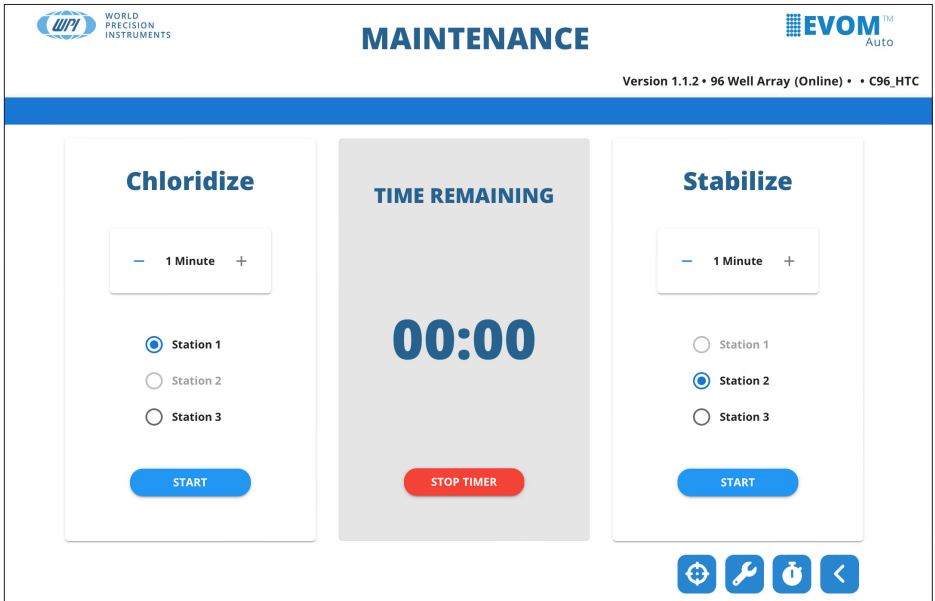 WPI
WORLD
PRECISION
INSTRUMENTS
MAINTENANCE
EVOM™
Auto
Version 1.1.2 • 96 Well Array (Online) • • C96_HTC
Chloridize
− 1 Minute +
Station 1
Station 2
Station 3
START
TIME REMAINING
00:00
STOP TIMER
Stabilize
− 1 Minute +
Station 1
Station 2
Station 3
START